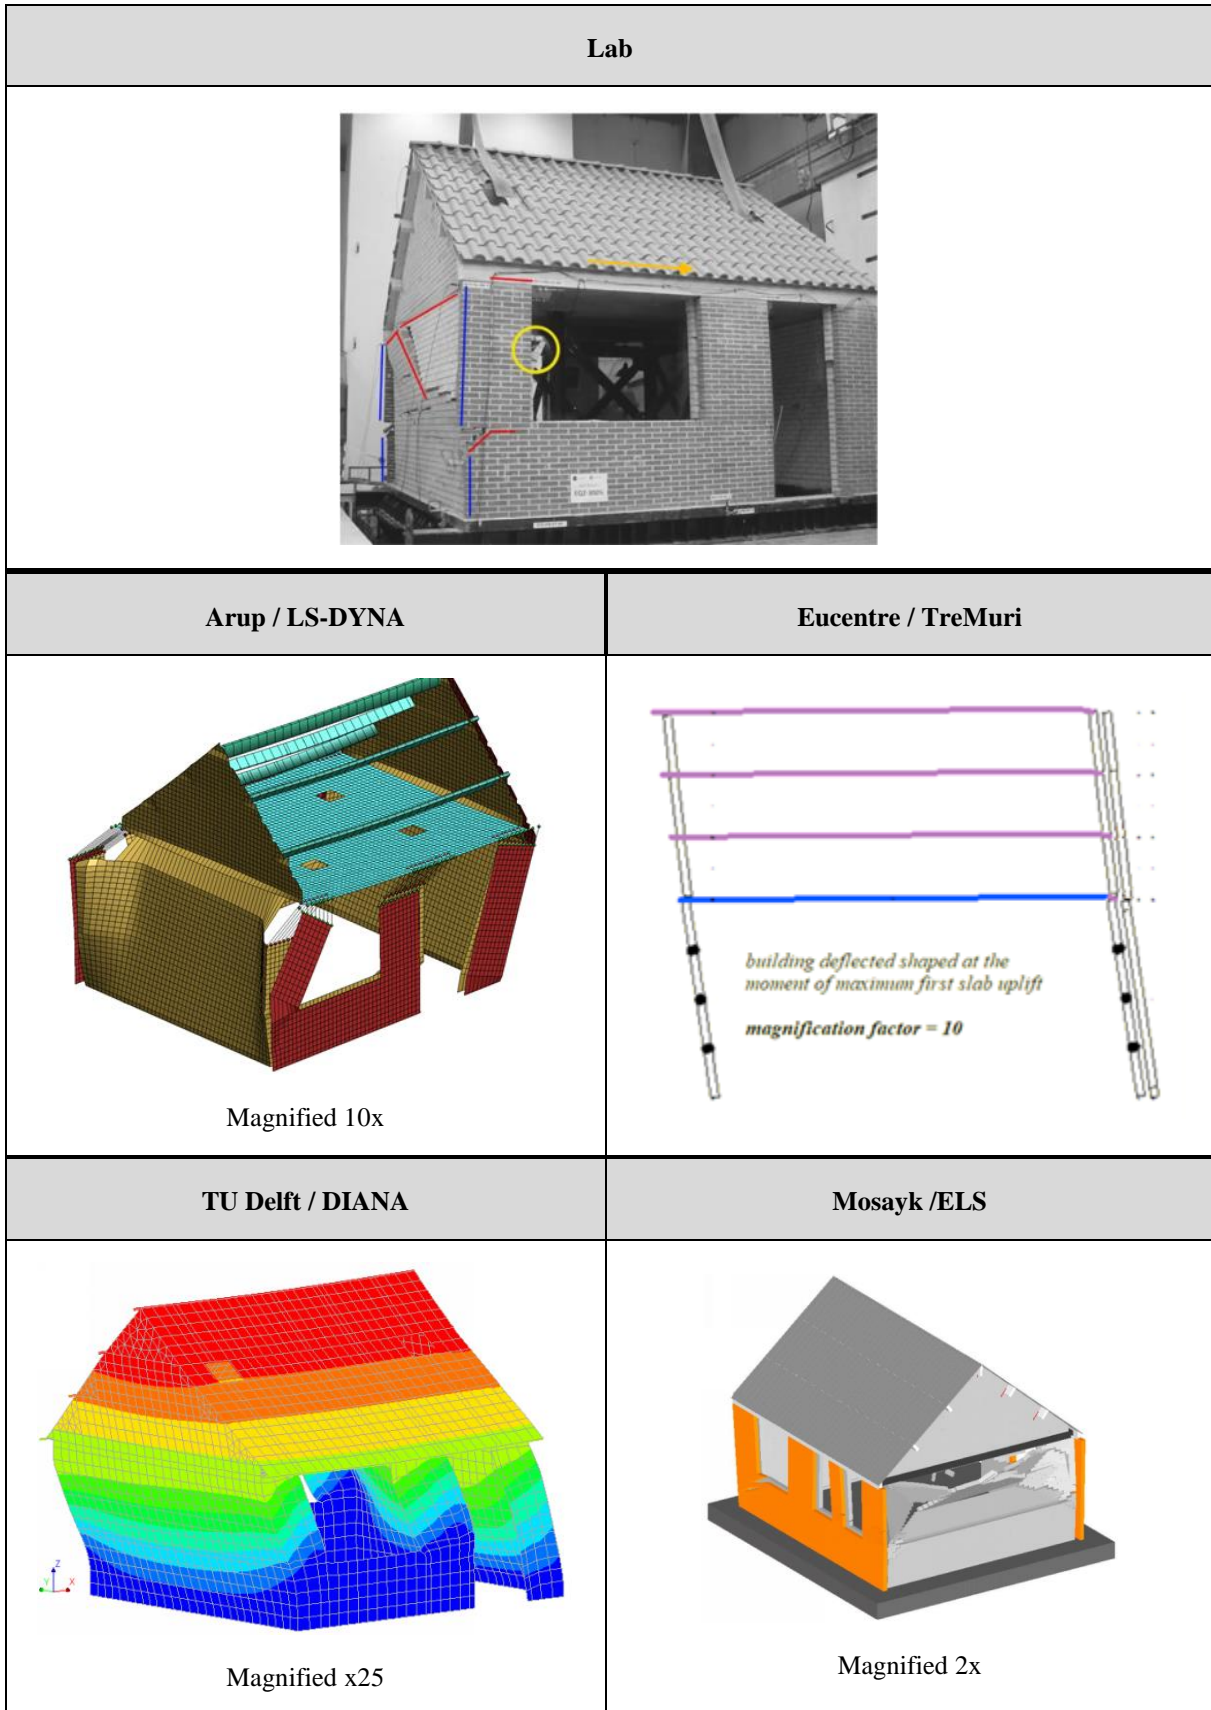 Lab
Arup / LS-DYNA
Eucentre / TreMuri
building deflected shaped at the
moment of maximum first slab uplift
magnification factor = 10
Magnified 10x
TU Delft / DIANA
Mosayk /ELS
Z
Y
X
Magnified x25
Magnified 2x